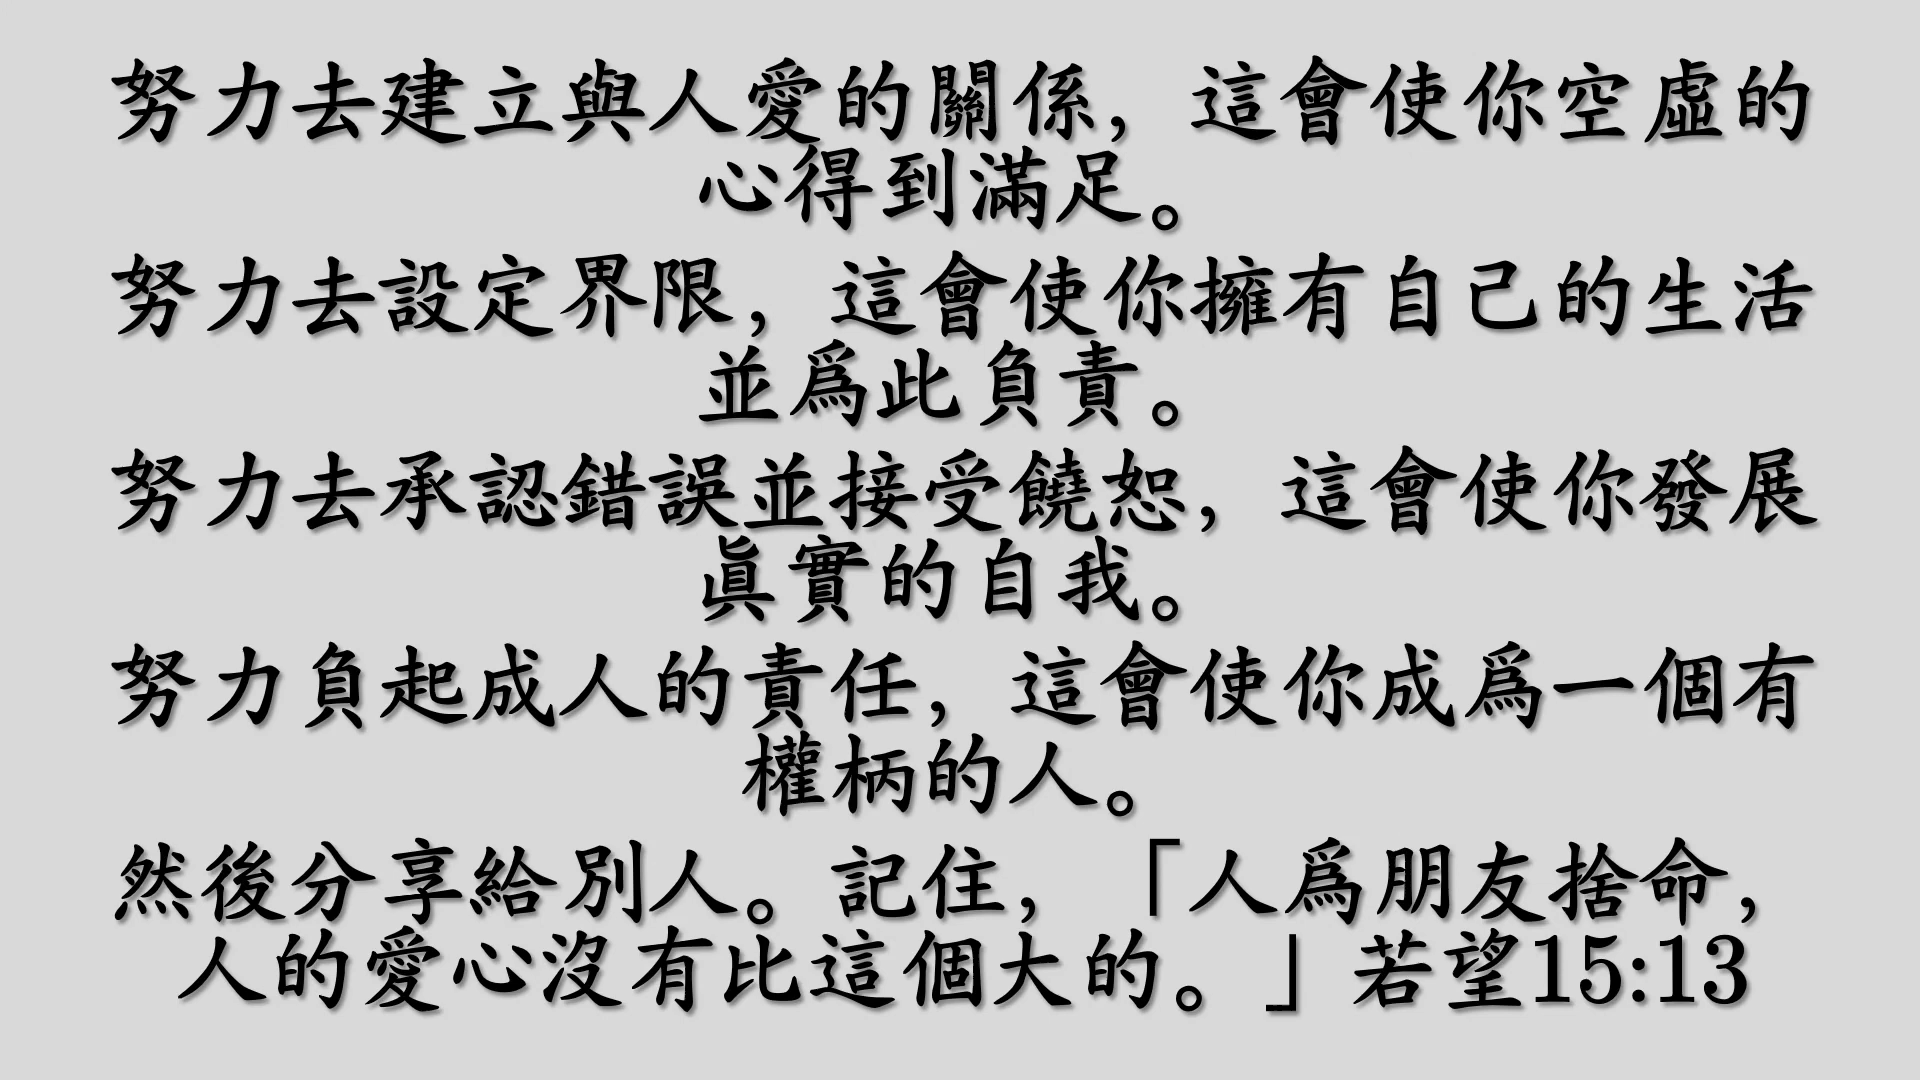 努力去建立與人愛的關係，這會使你空虛的
心得到滿足。
努力去設定界限，這會使你擁有自己的生活
並爲此負責。
努力去承認錯誤並接受饒恕，這會使你發展
眞實的自我。
努力負起成人的責任，這會使你成爲一個有
權柄的人。
然後分享給別人。記住，「人爲朋友捨命，
人的愛心沒有比這個大的。」若望15:13